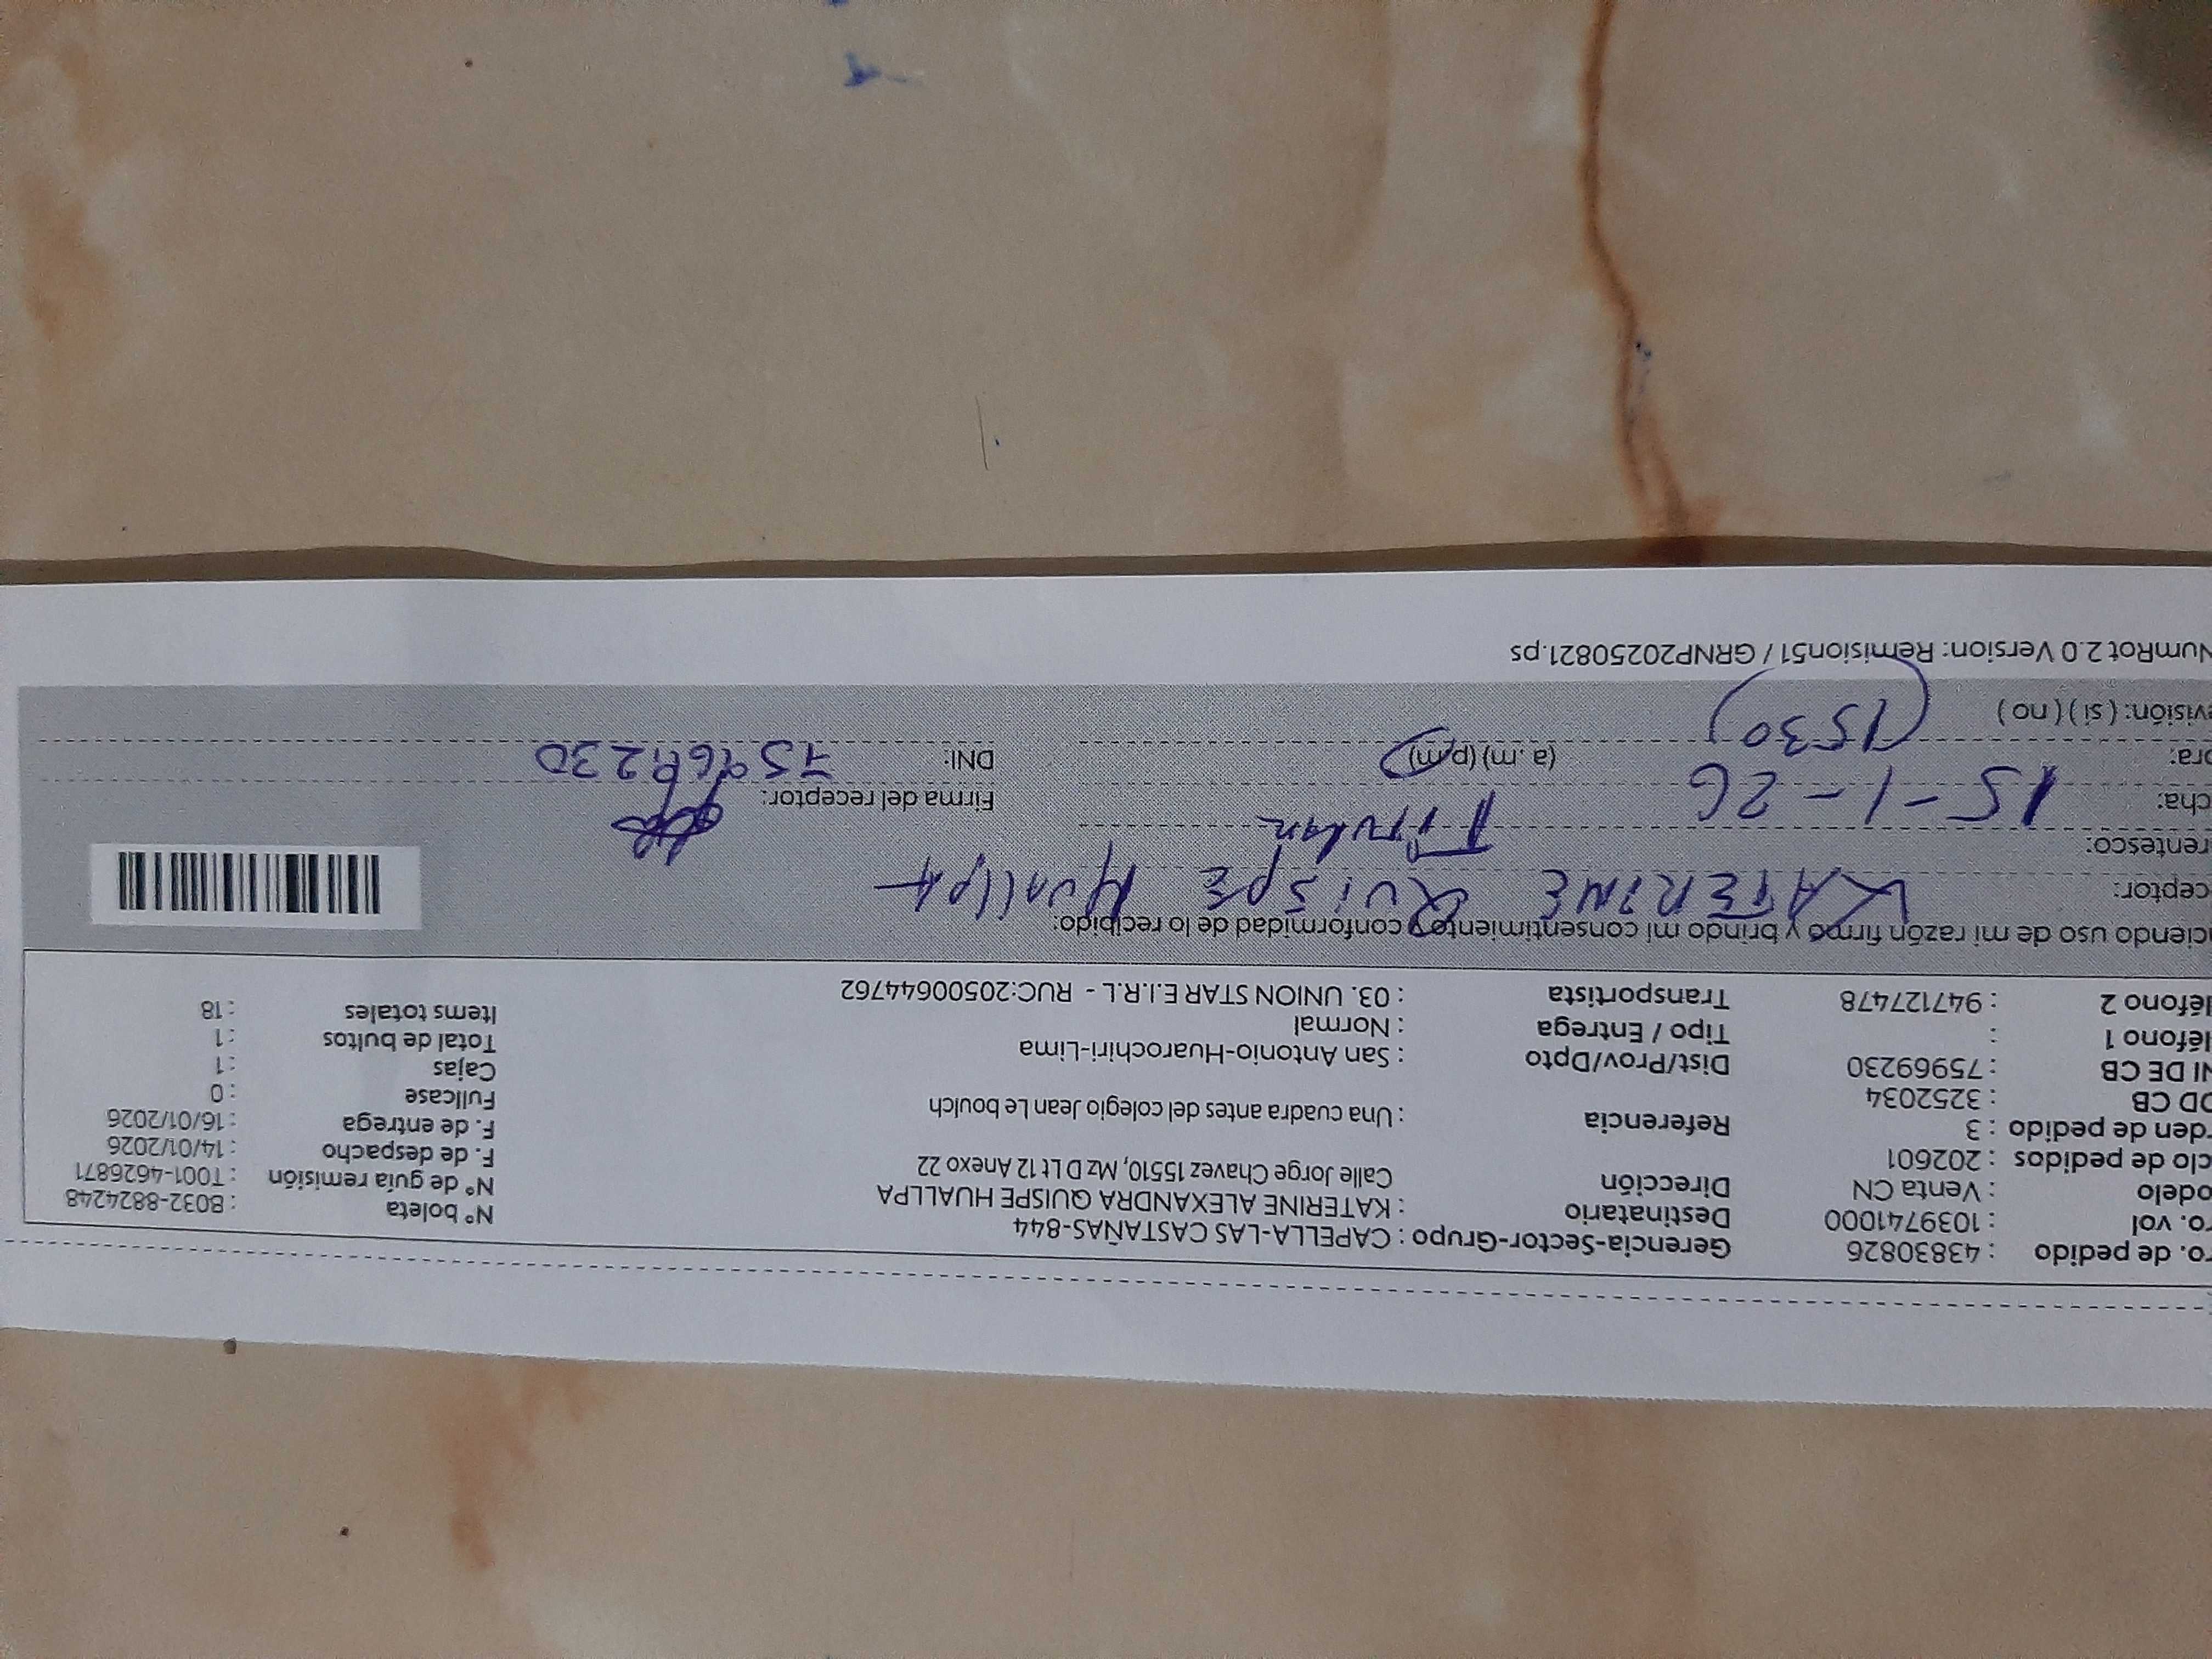 ro. de pedido : 43830826 Gerencia-Sector-Grupo : CAPELLA-LAS CASTAÑAS-844 N° boleta : B032-8824248
ro. vol : 1039741000 Destinatario : KATERINE ALEXANDRA QUISPE HUALLPA N° de guía remisión : T001-4626871
odelo : Venta CN Dirección Calle Jorge Chavez 15510, Mz D Lt 12 Anexo 22 F. de despacho : 14/01/2026
clo de pedidos : 202601 F. de entrega : 16/01/2026
rden de pedido : 3 Referencia : Una cuadra antes del colegio Jean Le boulch Fullcase : 0
OD CB : 3252034 Cajas : 1
NI DE CB : 75969230 Dist/Prov/Dpto : San Antonio-Huarochiri-Lima Total de bultos : 1
léfono 1 : Tipo / Entrega : Normal Items totales : 18
léfono 2 : 947127478 Transportista : 03. UNION STAR E.I.R.L - RUC:20500644762
ciendo uso de mi razón firmo y brindo mi consentimiento y conformidad de lo recibido:
ceptor: KATERINE QUISPE HUAllpA
rentesco: Titular
cha: 15-1-26 Firma del receptor:
ora: 1530 (a.m) (p.m) DNI: 75969230
evisión: ( si ) ( no )
NumRot 2.0 Version: Remision51 / GRNP20250821.ps